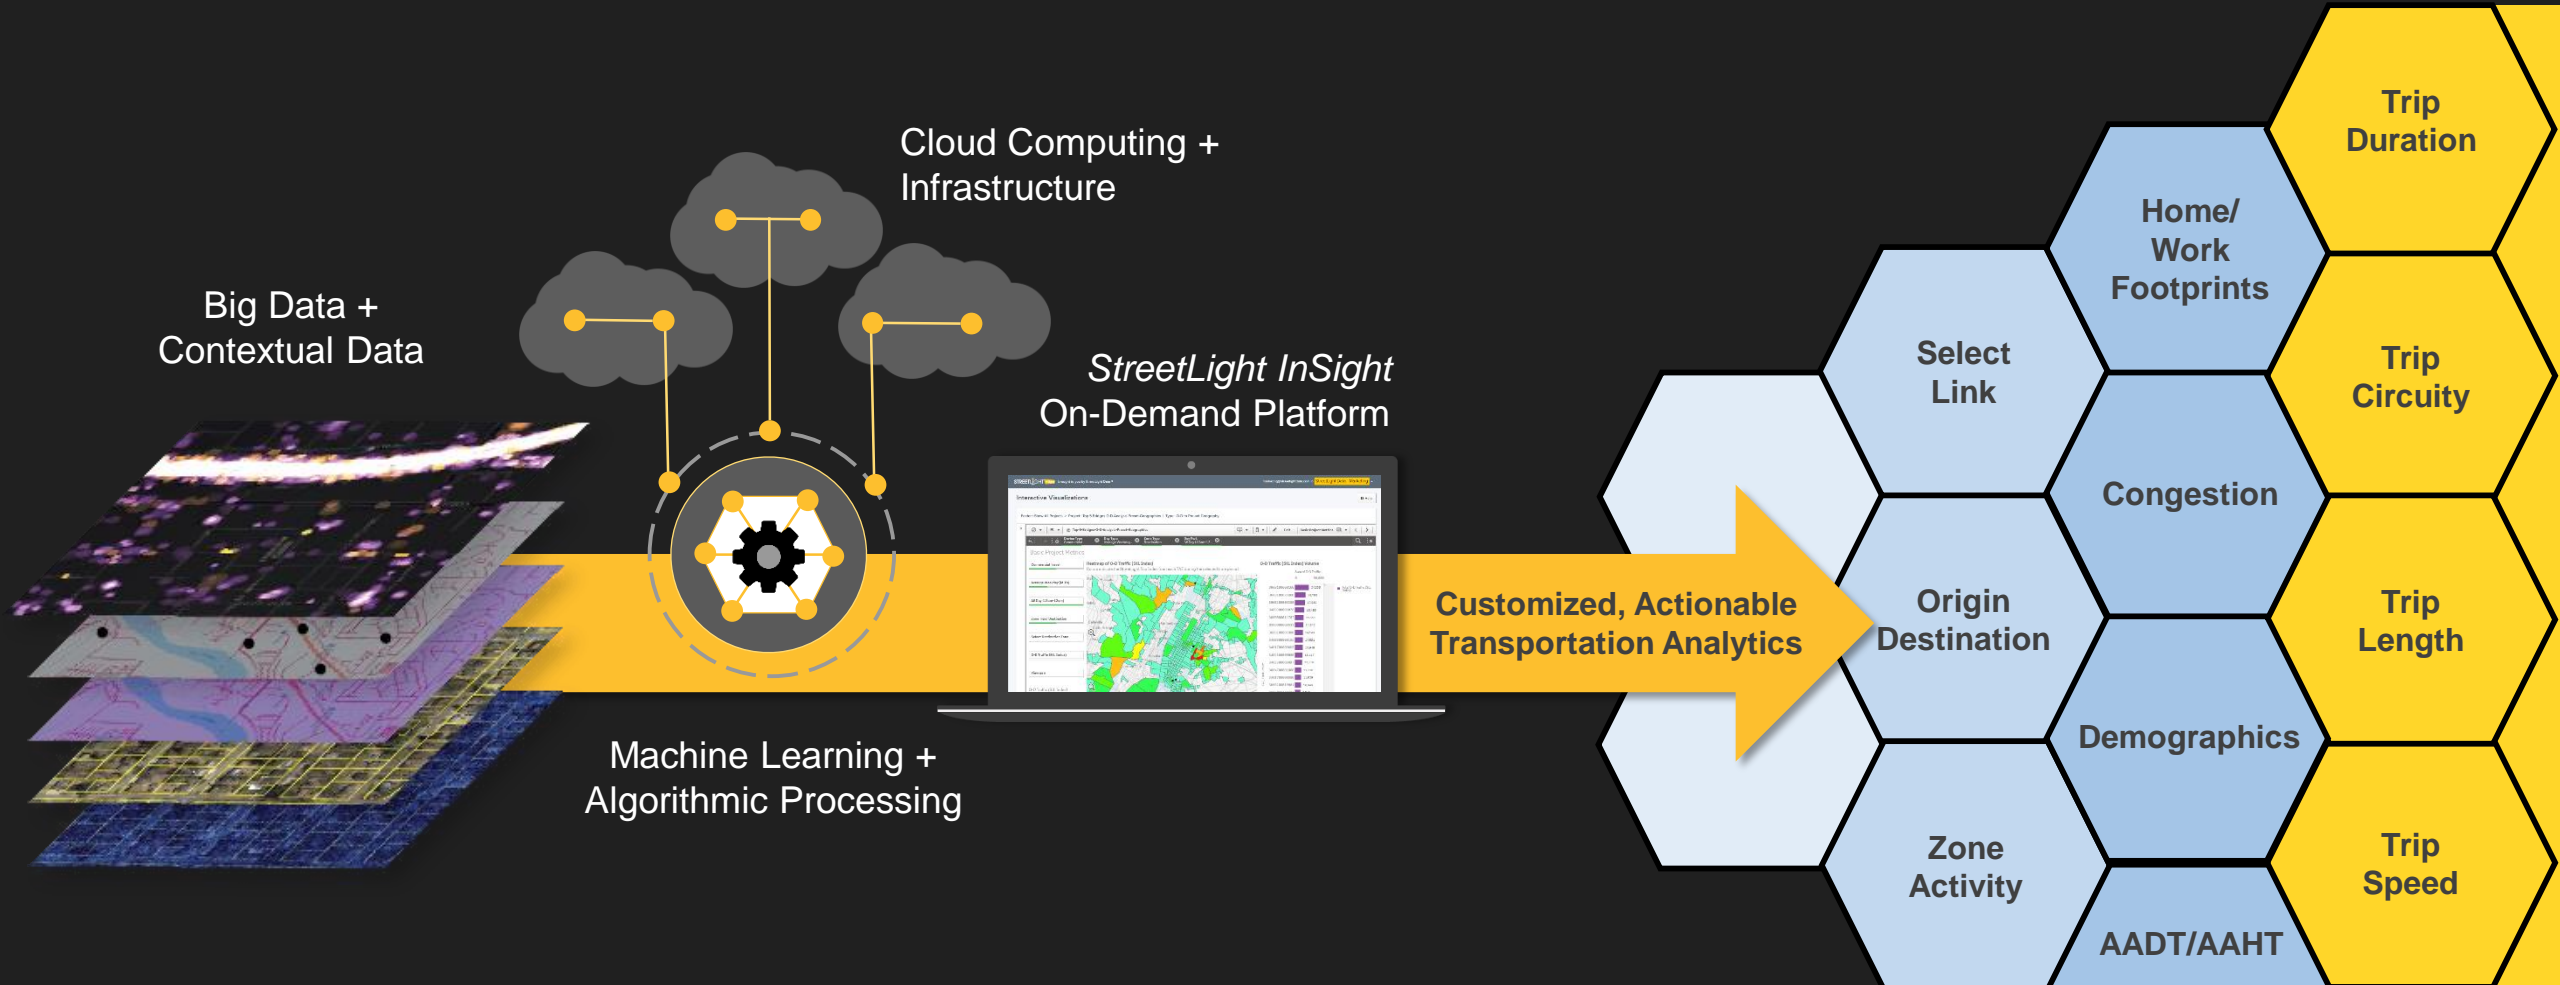 Cloud Computing +
Infrastructure
Big Data +
Contextual Data
StreetLight InSight
On-Demand Platform
Interactive Visualizations
Machine Learning +
Algorithmic Processing
Customized, Actionable
Transportation Analytics
Select
Link
Origin
Destination
Zone
Activity
Home/
Work
Footprints
Congestion
Demographics
AADT/AAHT
Trip
Duration
Trip
Circuity
Trip
Length
Trip
Speed